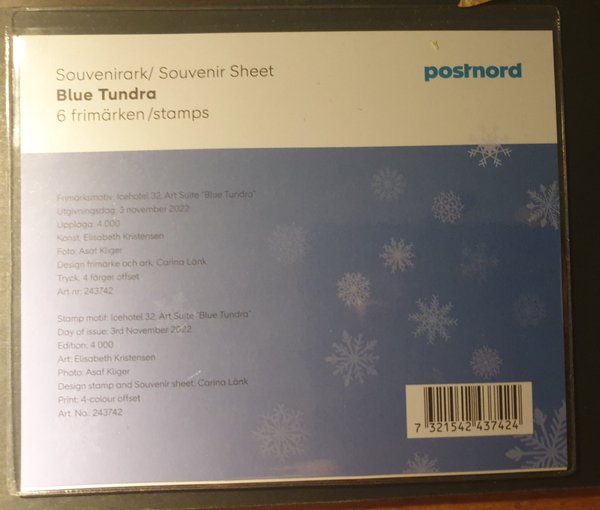 Souvenirark/ Souvenir Sheet
Blue Tundra
6 frimärken/stamps
postnord
Frimärksmotiv: Icehotel 32, Art Suite "Blue Tundra"
Utgivningsdag: 3 november 2022
Upplaga: 4 000
Konst: Elisabeth Kristensen
Foto: Asaf Kliger
Design frimärke och ark: Carina Länk
Tryck: 4 färger offset
Art nr: 243742
Stamp motif: Icehotel 32, Art Suite "Blue Tundra"
Day of issue: 3rd November 2022
Edition: 4 000
Art: Elisabeth Kristensen
Photo: Asaf Kliger
Design stamp and Souvenir sheet: Carina Länk
Print: 4-colour offset
Art. No.: 243742
7 321542 437424